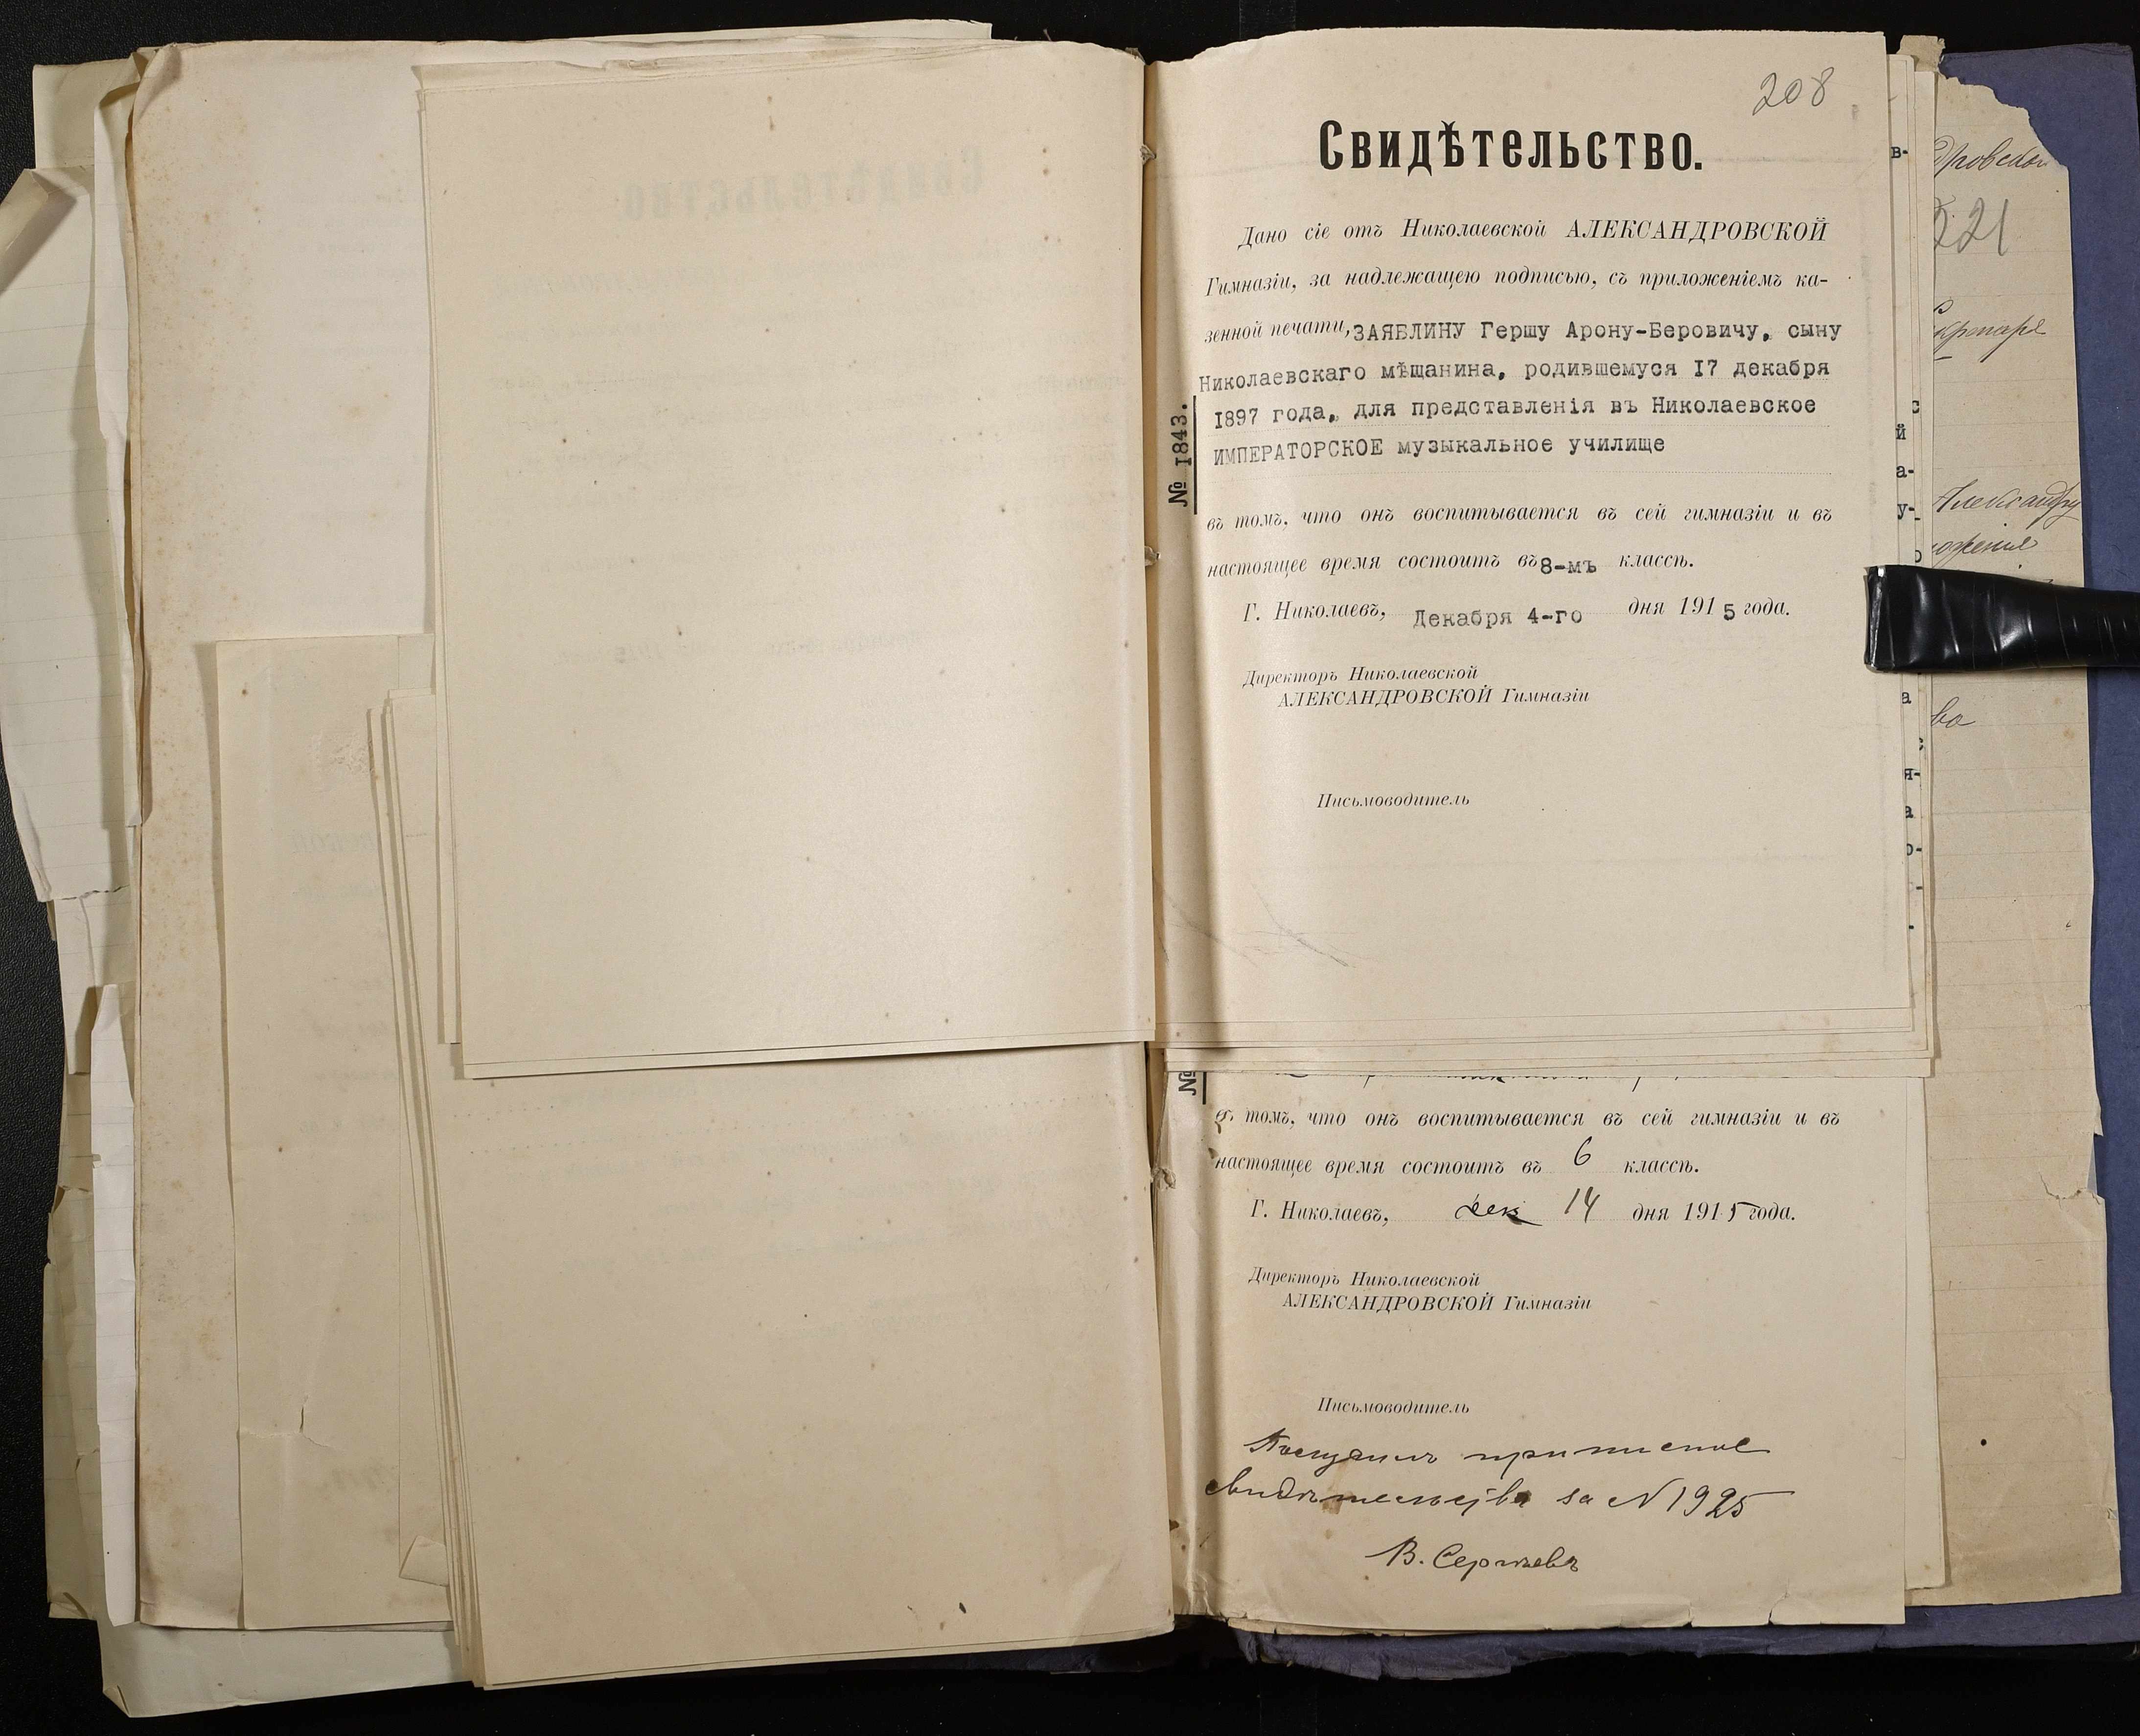 208
Свидѣтельство.
Дано сіе отъ Николаевской АЛЕКСАНДРОВСКОЙ
Гимназіи, за надлежащею подписью, съ приложеніемъ ка-
зенной печати, ЗАЯБЛИНУ Гершу Арону-Беровичу, сыну
Николаевскаго мѣщанина, родившемуся 17 декабря
1897 года, для представленія въ Николаевское
ИМПЕРАТОРСКОЕ музыкальное училище
№ 1843.
въ томъ, что онъ воспитывается въ сей гимназіи и въ
настоящее время состоитъ въ 8-мъ классѣ.
Г. Николаевъ, Декабря 4-го дня 1915 года.
Директоръ Николаевской
АЛЕКСАНДРОВСКОЙ Гимназіи
Письмоводитель
№
въ томъ, что онъ воспитывается въ сей гимназіи и въ
настоящее время состоитъ въ 6 классѣ.
Г. Николаевъ, дек 14 дня 1915 года.
Директоръ Николаевской
АЛЕКСАНДРОВСКОЙ Гимназіи
Письмоводитель
свидѣтельство за № 1925
В. Сергѣевъ
221